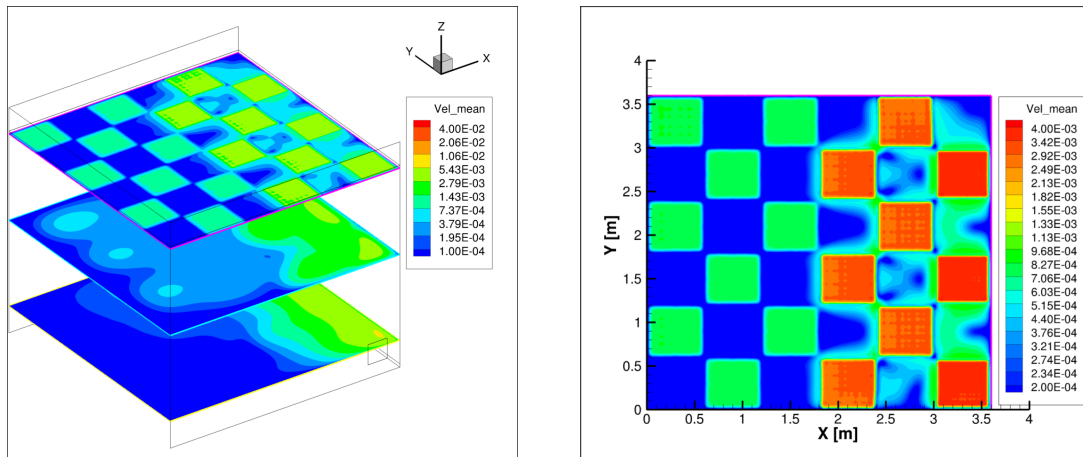 Z
Y
X
Vel_mean
4.00E-02
2.06E-02
1.06E-02
5.43E-03
2.79E-03
1.43E-03
7.37E-04
3.79E-04
1.95E-04
1.00E-04
4
3.5
3
2.5
2
1.5
1
0.5
0
Y [m]
0 0.5 1 1.5 2 2.5 3 3.5 4
X [m]
Vel_mean
4.00E-03
3.42E-03
2.92E-03
2.49E-03
2.13E-03
1.82E-03
1.55E-03
1.13E-03
9.68E-04
8.27E-04
7.06E-04
6.03E-04
5.15E-04
4.40E-04
3.76E-04
3.21E-04
2.74E-04
2.34E-04
2.00E-04